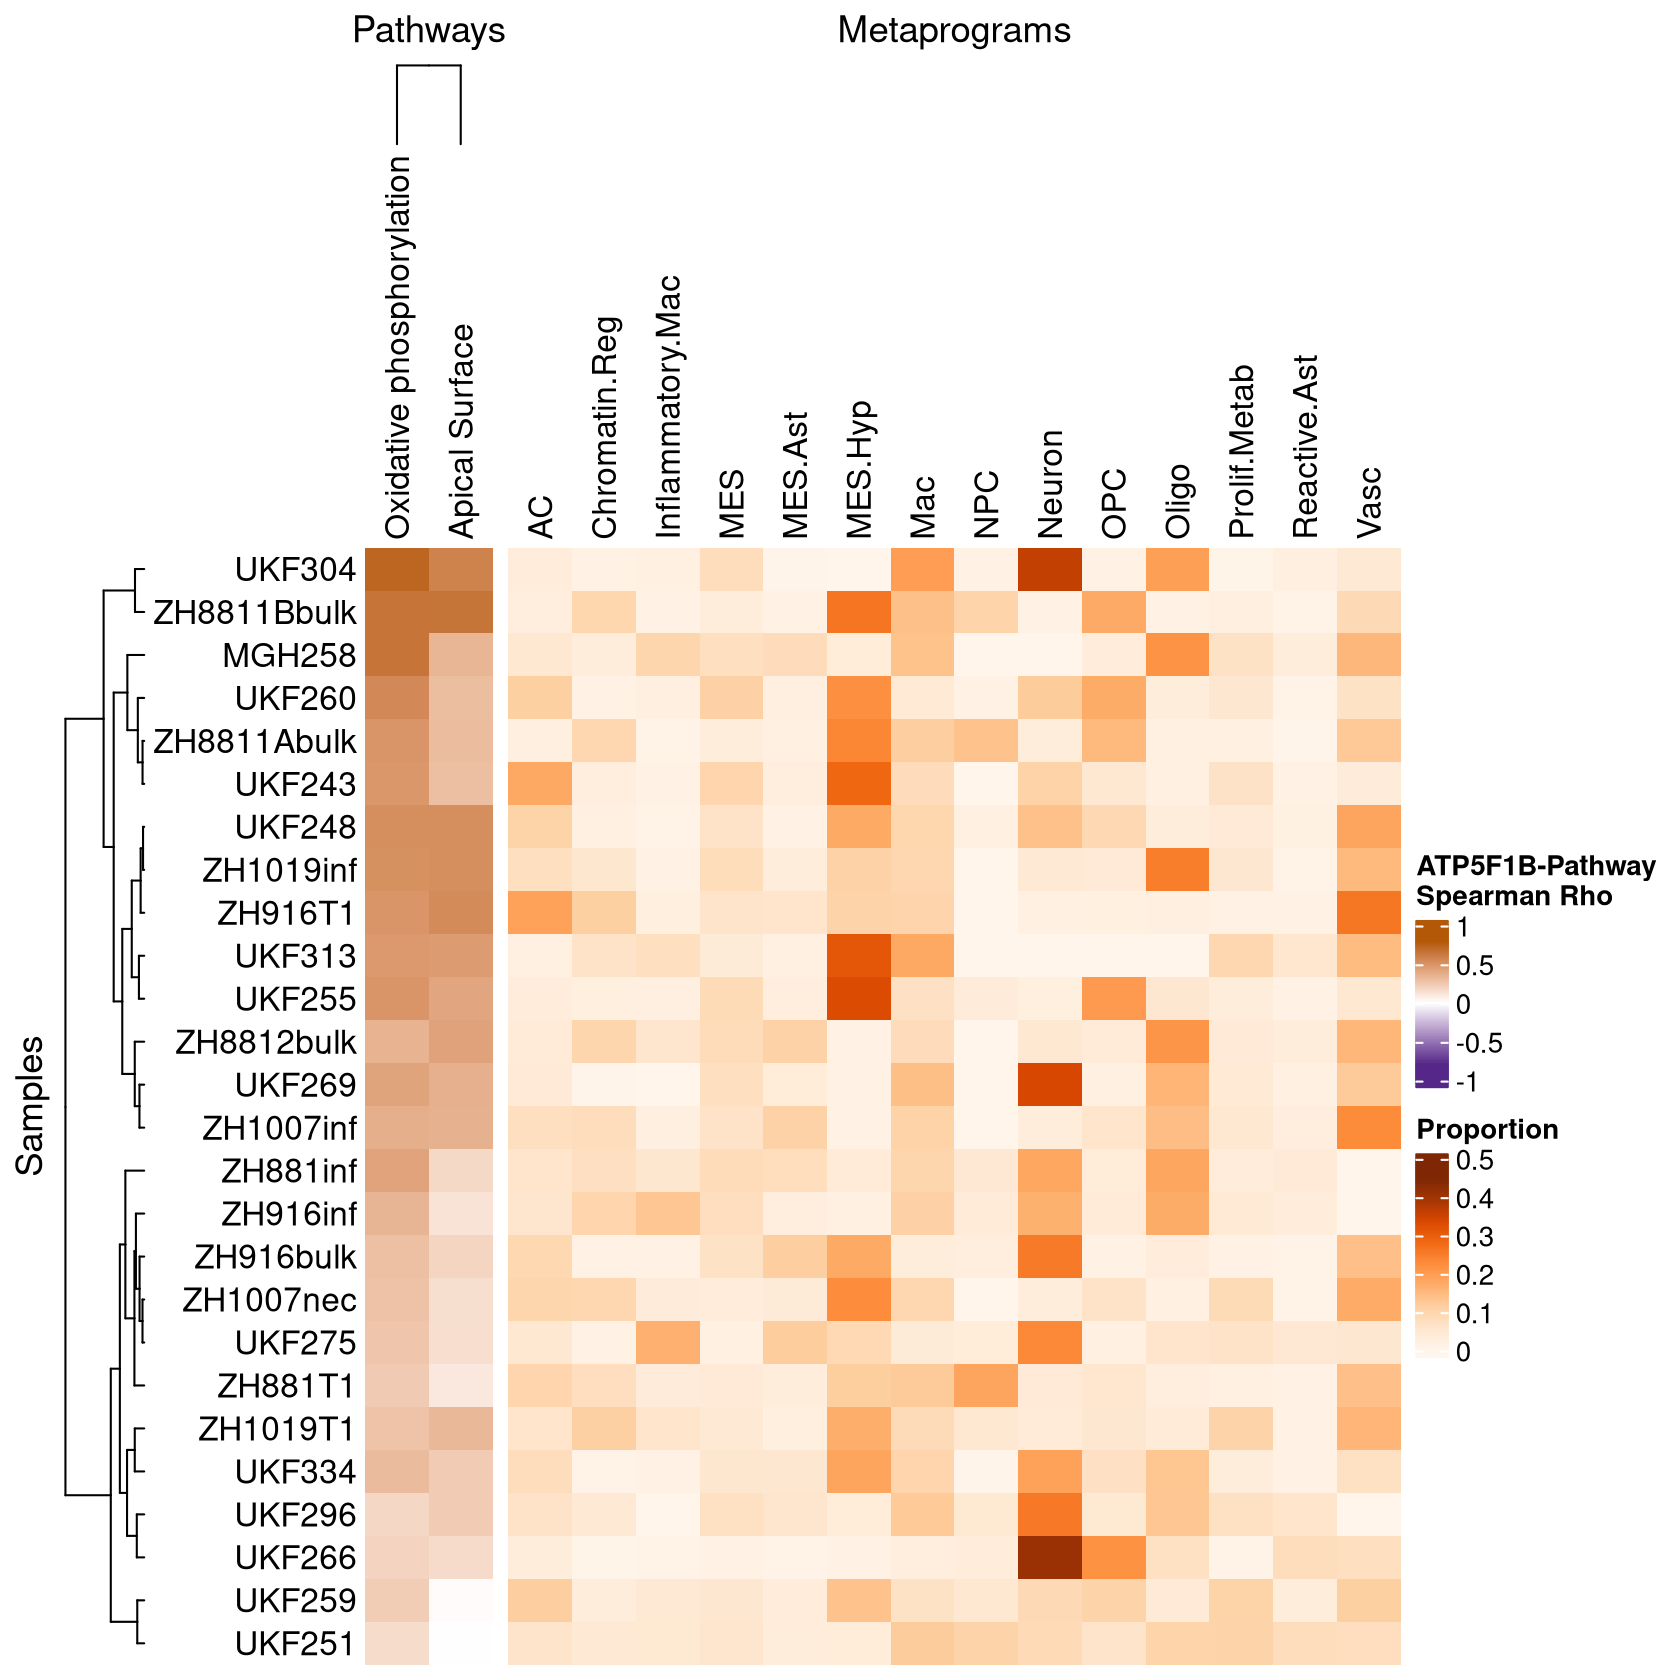 Pathways
Metaprograms
Oxidative phosphorylation
Apical Surface
AC
Chromatin.Reg
Inflammatory.Mac
MES
MES.Ast
MES.Hyp
Mac
NPC
Neuron
OPC
Oligo
Prolif.Metab
Reactive.Ast
Vasc
Samples
UKF304
ZH8811Bbulk
MGH258
UKF260
ZH8811Abulk
UKF243
UKF248
ZH1019inf
ZH916T1
UKF313
UKF255
ZH8812bulk
UKF269
ZH1007inf
ZH881inf
ZH916inf
ZH916bulk
ZH1007nec
UKF275
ZH881T1
ZH1019T1
UKF334
UKF296
UKF266
UKF259
UKF251
ATP5F1B-Pathway
Spearman Rho
1
0.5
0
-0.5
-1
Proportion
0.5
0.4
0.3
0.2
0.1
0